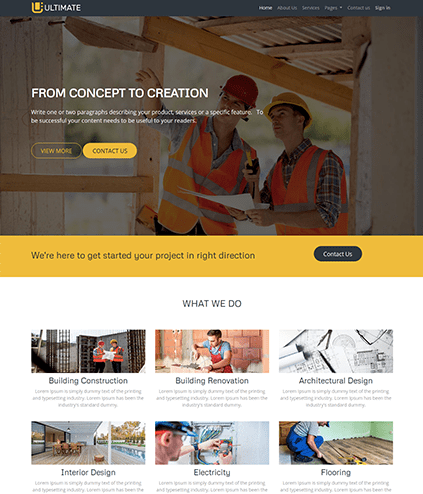 ULTIMATE
Home About Us Services Pages Contact us Sign in
FROM CONCEPT TO CREATION
Write one or two paragraphs describing your product, services or a specific feature. To
be successful your content needs to be useful to your readers.
VIEW MORE CONTACT US
We're here to get started your project in right direction Contact Us
WHAT WE DO
Building Construction Building Renovation Architectural Design
Lorem Ipsum is simply dummy text of the printing
and typesetting industry. Lorem Ipsum has been the
industry's standard dummy.
Lorem Ipsum is simply dummy text of the printing
and typesetting industry. Lorem Ipsum has been the
industry's standard dummy.
Lorem Ipsum is simply dummy text of the printing
and typesetting industry. Lorem Ipsum has been the
industry's standard dummy.
Interior Design Electricity Flooring
Lorem Ipsum is simply dummy text of the printing
and typesetting industry. Lorem Ipsum has been the
Lorem Ipsum is simply dummy text of the printing
and typesetting industry. Lorem Ipsum has been the
Lorem Ipsum is simply dummy text of the printing
and typesetting industry. Lorem Ipsum has been the